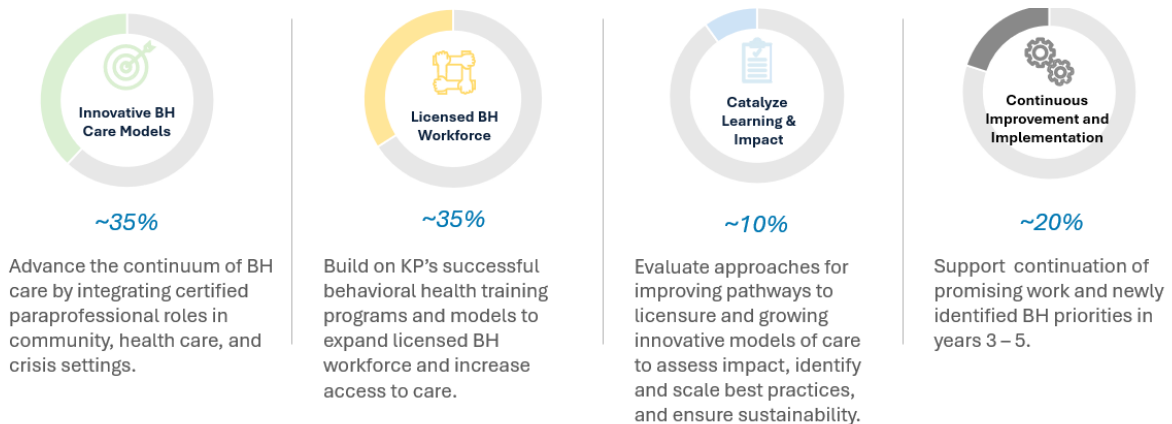 Innovative BH
Care Models
~35%
Advance the continuum of BH
care by integrating certified
paraprofessional roles in
community, health care, and
crisis settings.
Licensed BH
Workforce
~35%
Build on KP’s successful
behavioral health training
programs and models to
expand licensed BH
workforce and increase
access to care.
Catalyze
Learning &
Impact
~10%
Evaluate approaches for
improving pathways to
licensure and growing
innovative models of care
to assess impact, identify
and scale best practices,
and ensure sustainability.
Continuous
Improvement and
Implementation
~20%
Support continuation of
promising work and newly
identified BH priorities in
years 3 – 5.